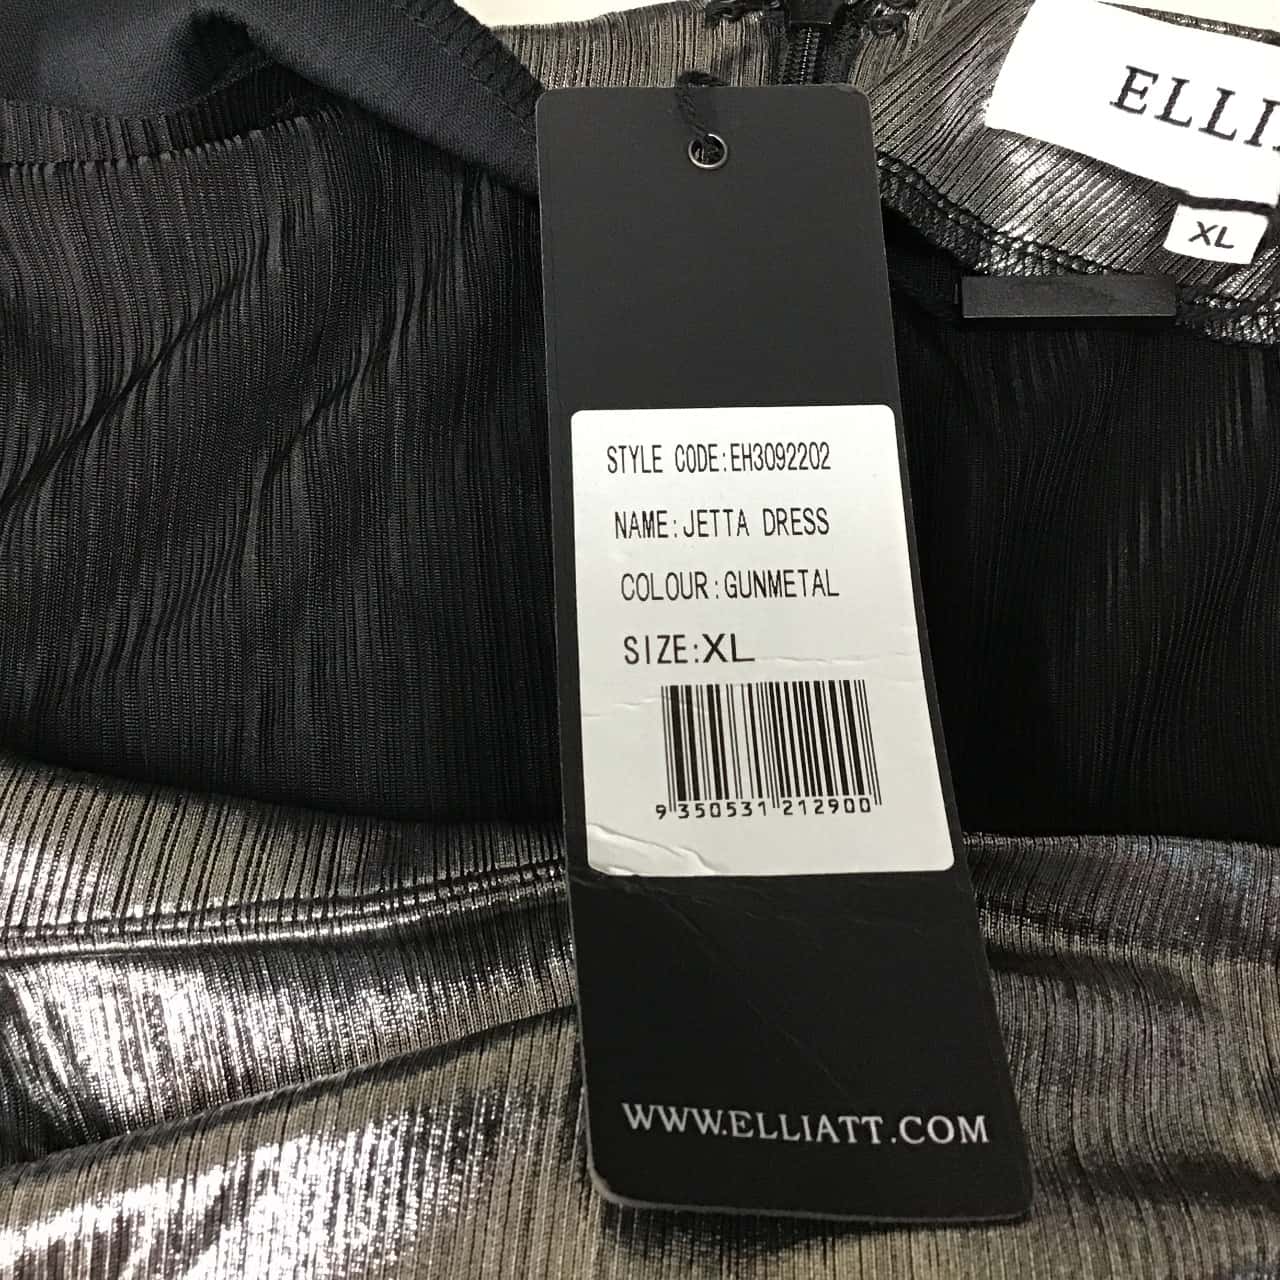 ELLI
XL
STYLE CODE:EH3092202
NAME:JETTA DRESS
COLOUR:GUNMETAL
SIZE:XL
9 350531 212900
WWW.ELLIATT.COM